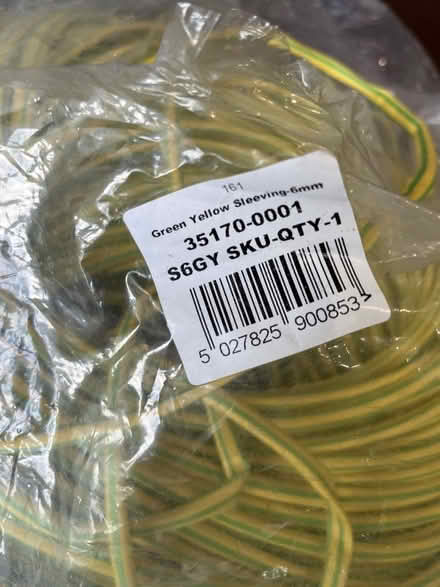 161
Green Yellow Sleeving-6mm
35170-0001
S6GY SKU-QTY-1
5 027825 900853 >